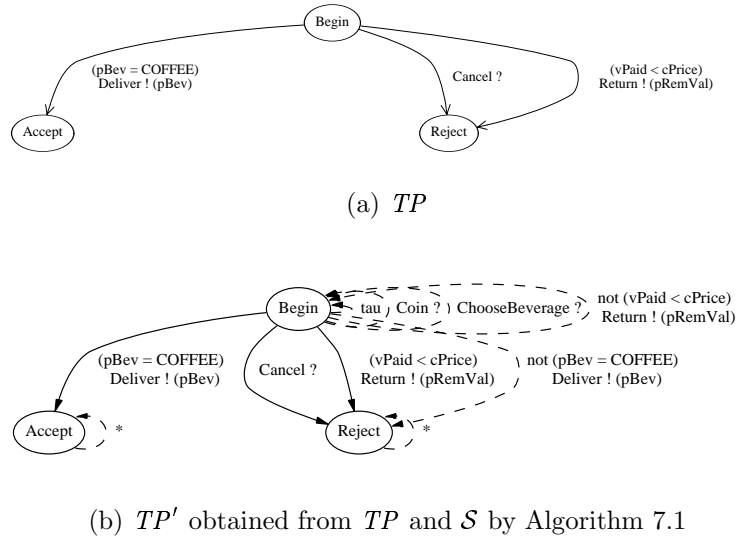 Begin
(pBev = COFFEE)
Deliver ! (pBev)
Cancel ?
(vPaid < cPrice)
Return ! (pRemVal)
Accept
Reject
(a) TP
Begin
tau
Coin ?
ChooseBeverage ?
not (vPaid < cPrice)
Return ! (pRemVal)
(pBev = COFFEE)
Deliver ! (pBev)
Cancel ?
(vPaid < cPrice)
Return ! (pRemVal)
not (pBev = COFFEE)
Deliver ! (pBev)
Accept
*
Reject
*
(b) TP′ obtained from TP and S by Algorithm 7.1